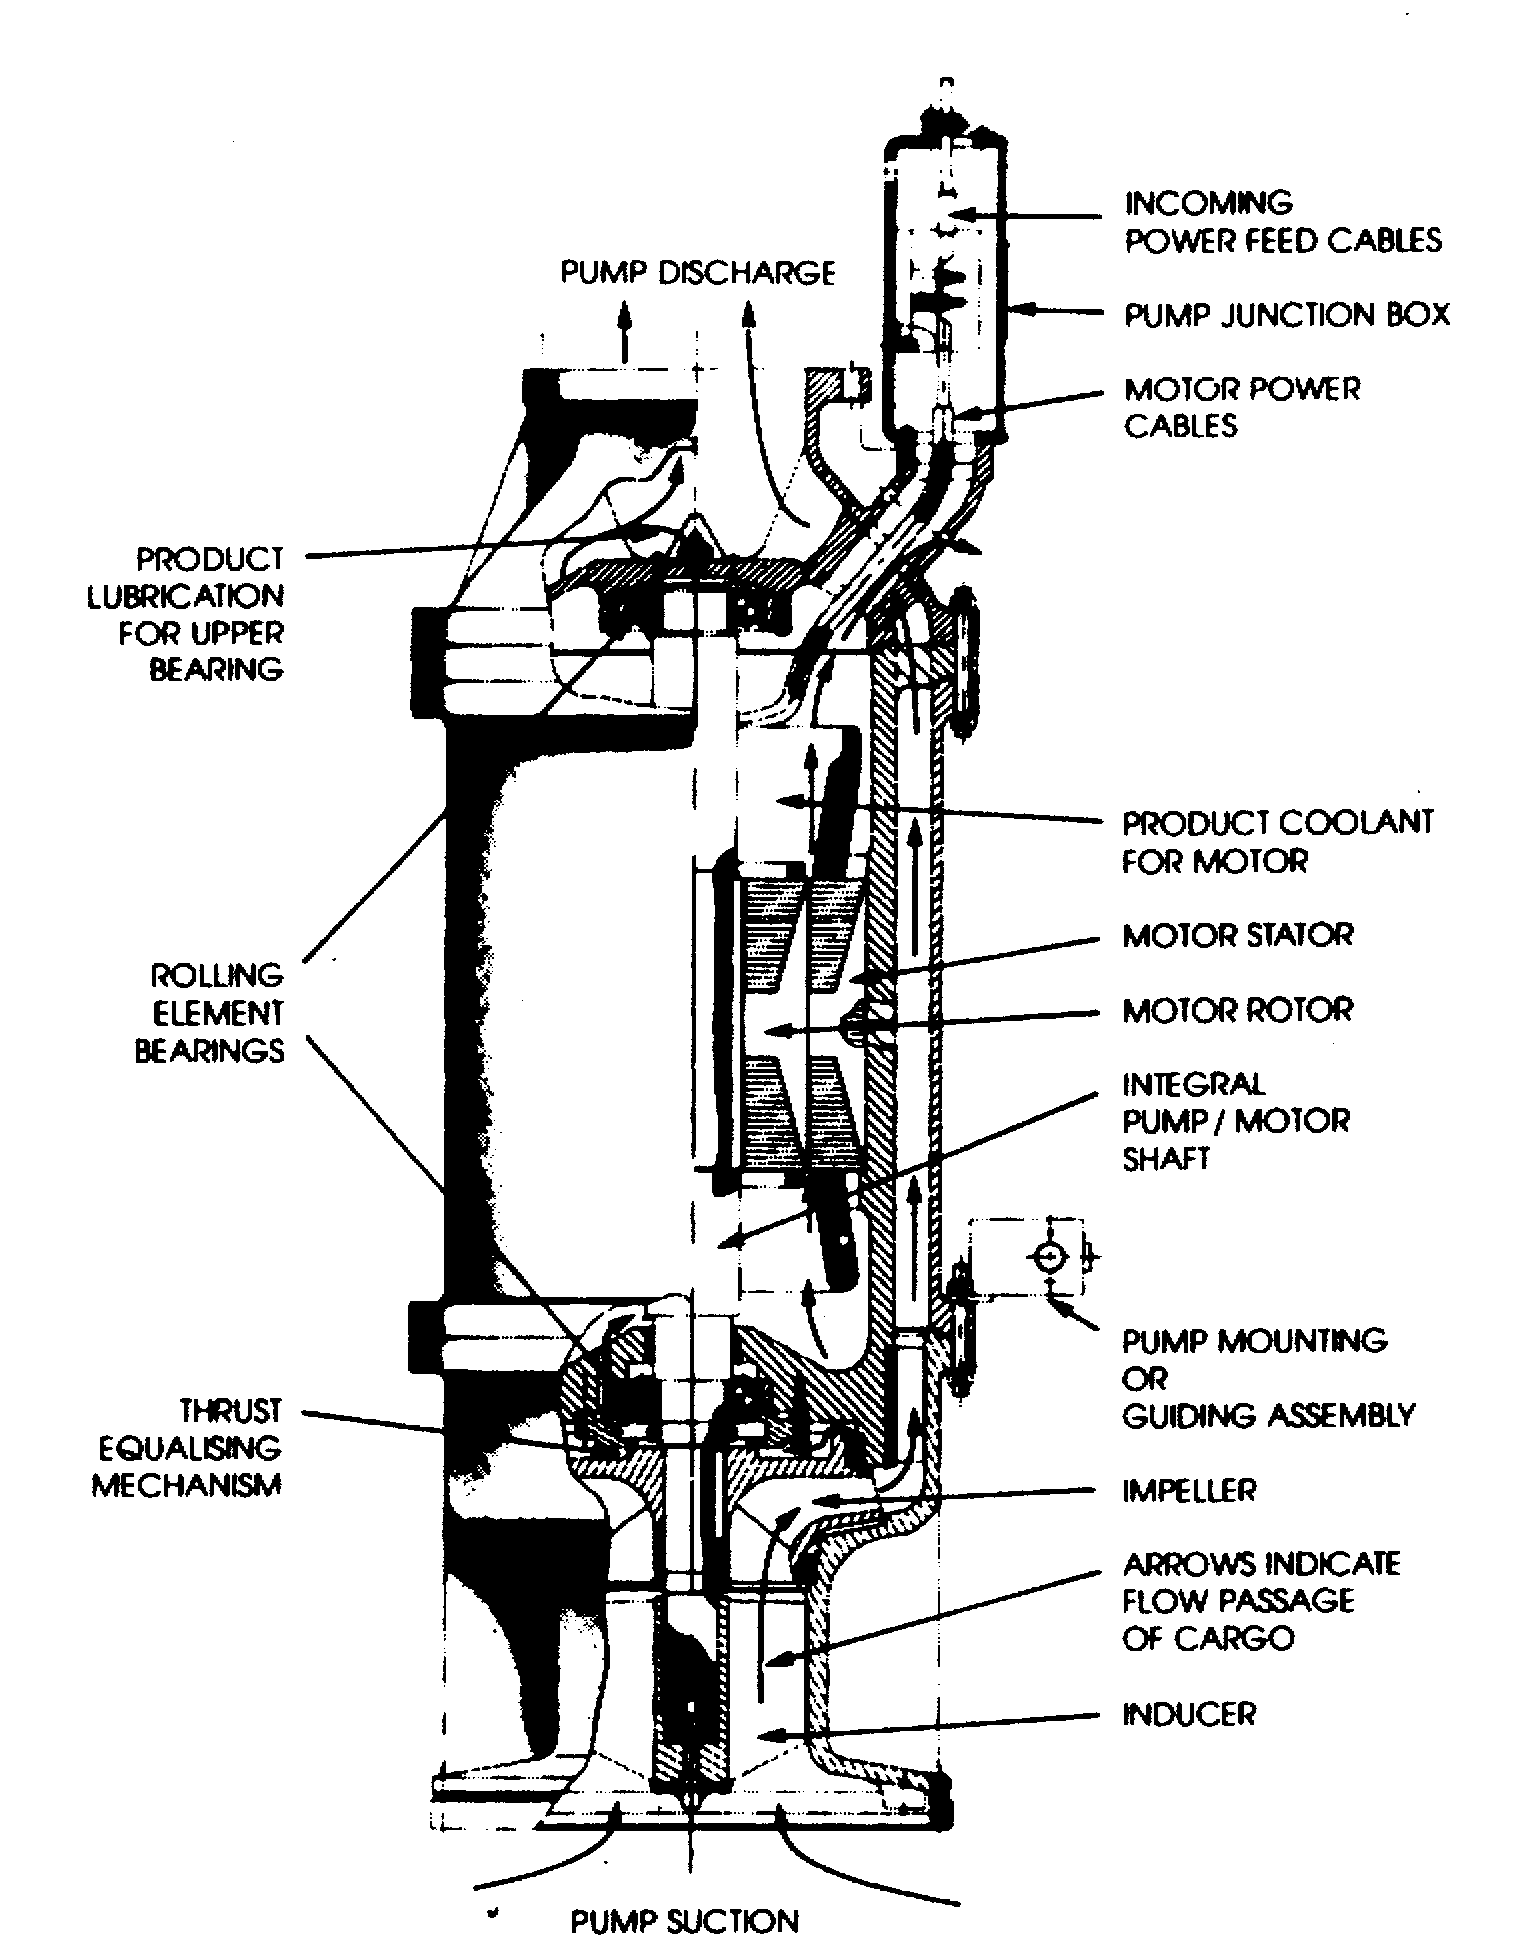 INCOMING
POWER FEED CABLES
PUMP DISCHARGE
PUMP JUNCTION BOX
MOTOR POWER
CABLES
PRODUCT
LUBRICATION
FOR UPPER
BEARING
PRODUCT COOLANT
FOR MOTOR
MOTOR STATOR
ROLLING
ELEMENT
BEARINGS
MOTOR ROTOR
INTEGRAL
PUMP / MOTOR
SHAFT
PUMP MOUNTING
OR
GUIDING ASSEMBLY
THRUST
EQUALISING
MECHANISM
IMPELLER
ARROWS INDICATE
FLOW PASSAGE
OF CARGO
INDUCER
PUMP SUCTION